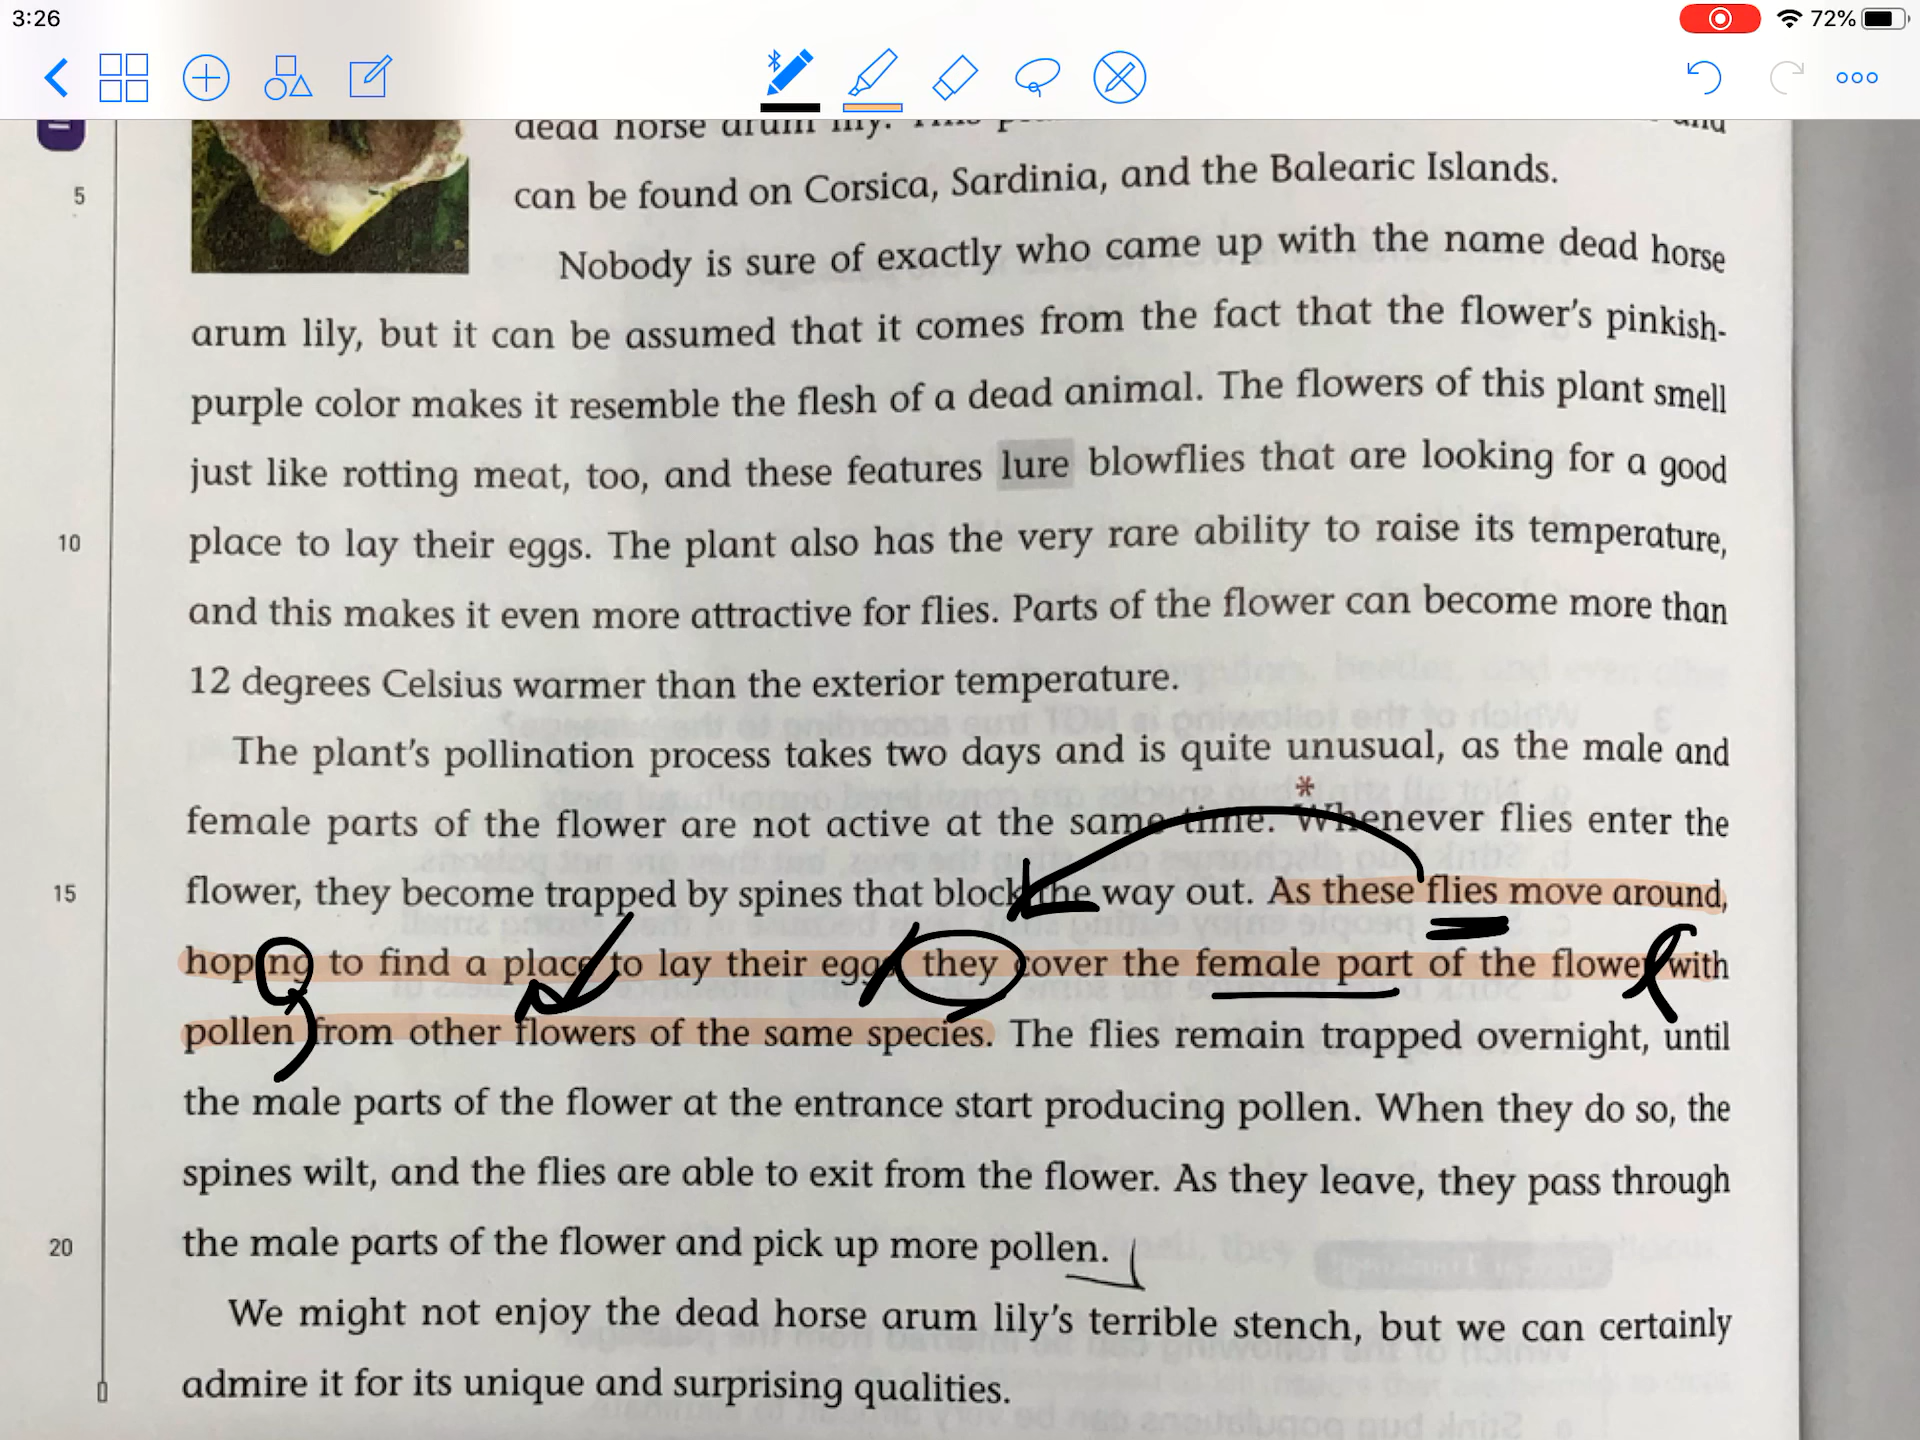 3:26
72%
dead horse arum lily. This
and
can be found on Corsica, Sardinia, and the Balearic Islands.
5
Nobody is sure of exactly who came up with the name dead horse
arum lily, but it can be assumed that it comes from the fact that the flower's pinkish-
purple color makes it resemble the flesh of a dead animal. The flowers of this plant smell
just like rotting meat, too, and these features lure blowflies that are looking for a good
10
place to lay their eggs. The plant also has the very rare ability to raise its temperature,
and this makes it even more attractive for flies. Parts of the flower can become more than
12 degrees Celsius warmer than the exterior temperature.
The plant's pollination process takes two days and is quite unusual, as the male and
female parts of the flower are not active at the same time. *Whenever flies enter the
15
flower, they become trapped by spines that block the way out. As these flies move around,
hoping to find a place to lay their eggs, they cover the female part of the flower with
pollen from other flowers of the same species. The flies remain trapped overnight, until
the male parts of the flower at the entrance start producing pollen. When they do so, the
spines wilt, and the flies are able to exit from the flower. As they leave, they pass through
20
the male parts of the flower and pick up more pollen.
We might not enjoy the dead horse arum lily's terrible stench, but we can certainly
admire it for its unique and surprising qualities.